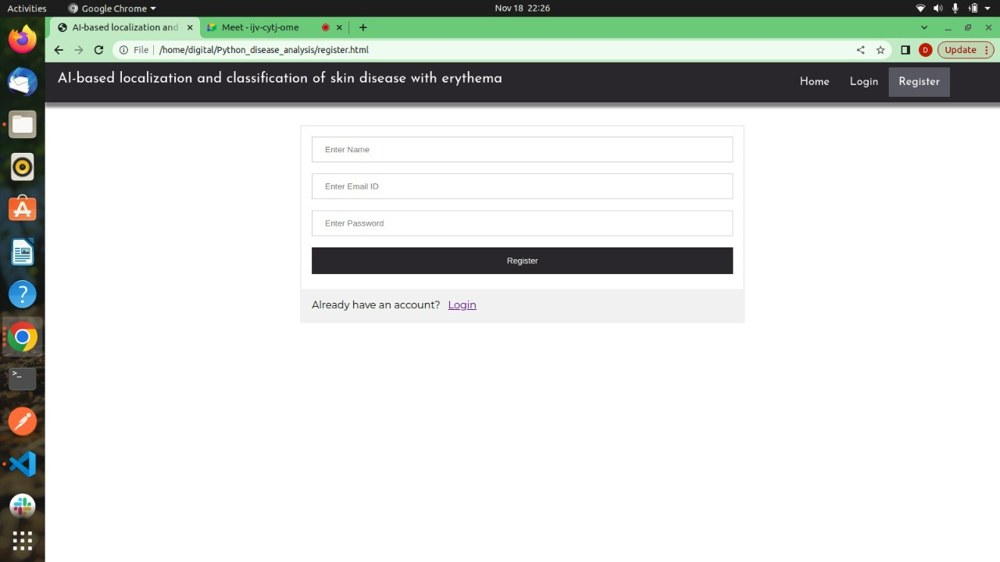 Activities Google Chrome Nov 18 22:26
AI-based localization and Meet - ijv-cytj-ome
File /home/digital/Python_disease_analysis/register.html D Update
AI-based localization and classification of skin disease with erythema Home Login Register
Enter Name
Enter Email ID
Enter Password
Register
Already have an account? Login